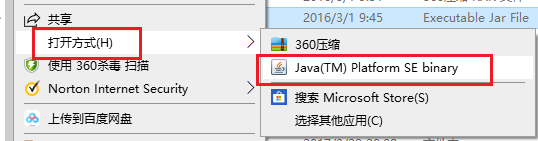 共享
2016/3/1 9:45 Executable Jar File
打开方式(H)
360压缩
使用 360杀毒 扫描
Java(TM) Platform SE binary
Norton Internet Security
搜索 Microsoft Store(S)
上传到百度网盘
选择其他应用(C)